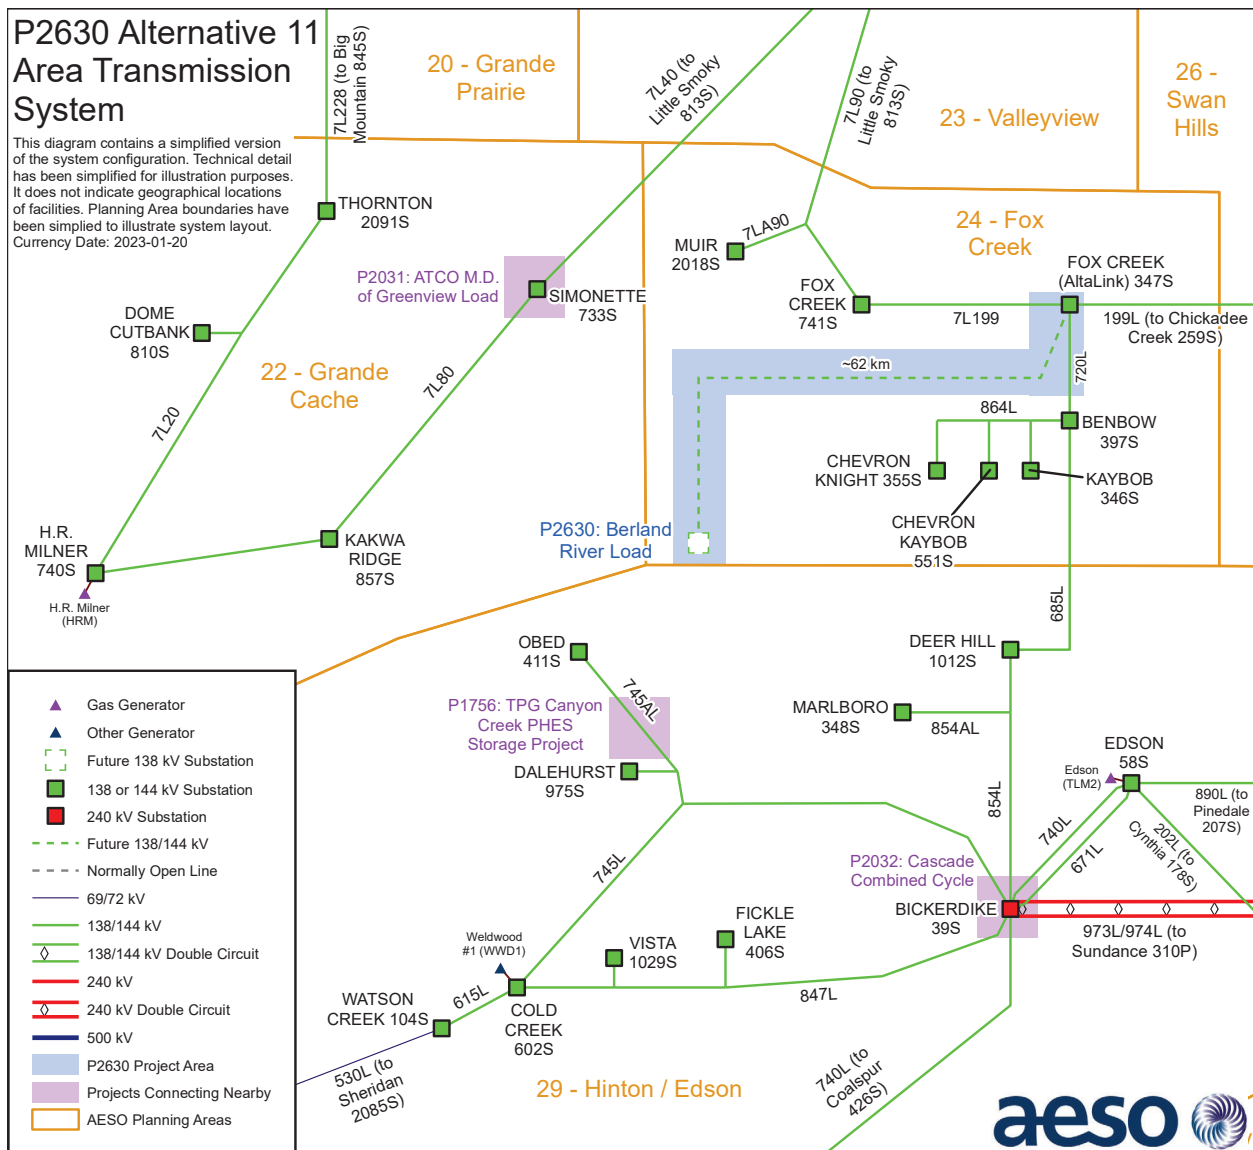 P2630 Alternative 11
Area Transmission
System
This diagram contains a simplified version
of the system configuration. Technical detail
has been simplified for illustration purposes.
It does not indicate geographical locations
of facilities. Planning Area boundaries have
been simplied to illustrate system layout.
Currency Date: 2023-01-20
7L228 (to Big
Mountain 845S)
20 - Grande
Prairie
7L40 (to
Little Smoky
813S)
7L90 (to
Little Smoky
813S)
23 - Valleyview
26 -
Swan
Hills
THORNTON
2091S
DOME
CUTBANK
810S
7L20
22 - Grande
Cache
P2031: ATCO M.D.
of Greenview Load
SIMONETTE
733S
7L80
H.R.
MILNER
740S
H.R. Milner
(HRM)
KAKWA
RIDGE
857S
MUIR
2018S
7LA90
24 - Fox
Creek
FOX
CREEK
741S
7L199
FOX CREEK
(AltaLink) 347S
199L (to Chickadee
Creek 259S)
~62 km
720L
864L
BENBOW
397S
CHEVRON
KNIGHT 355S
KAYBOB
346S
CHEVRON
KAYBOB
551S
P2630: Berland
River Load
685L
OBED
411S
745AL
P1756: TPG Canyon
Creek PHES
Storage Project
DALEHURST
975S
DEER HILL
1012S
MARLBORO
348S
854AL
854L
EDSON
58S
Edson
(TLM2)
890L (to
Pinedale
207S)
740L
671L
202L (to
Cynthia 178S)
P2032: Cascade
Combined Cycle
BICKERDIKE
39S
973L/974L (to
Sundance 310P)
745L
Weldwood
#1 (WWD1)
VISTA
1029S
FICKLE
LAKE
406S
847L
615L
WATSON
CREEK 104S
COLD
CREEK
602S
530L (to
Sheridan
2085S)
29 - Hinton / Edson
740L (to
Coalspur
426S)
Gas Generator
Other Generator
Future 138 kV Substation
138 or 144 kV Substation
240 kV Substation
Future 138/144 kV
Normally Open Line
69/72 kV
138/144 kV
138/144 kV Double Circuit
240 kV
240 kV Double Circuit
500 kV
P2630 Project Area
Projects Connecting Nearby
AESO Planning Areas
aeso